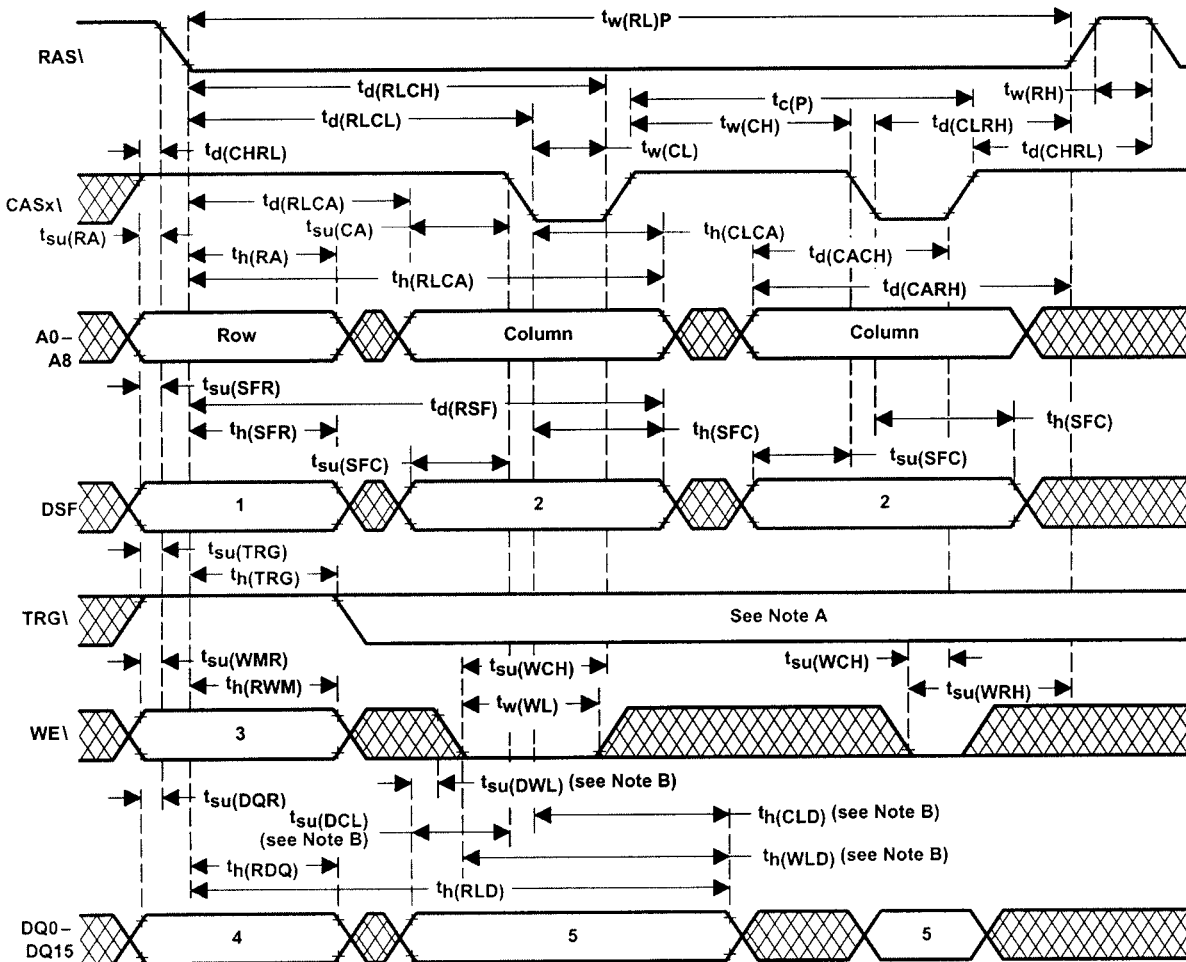 tw(RL)P
RAS\
td(RLCH)
tc(P)
tw(RH)
td(RLCL)
tw(CH)
td(CLRH)
td(CHRL)
tw(CL)
td(CHRL)
CASx\
td(RLCA)
tsu(RA)
tsu(CA)
th(CLCA)
th(RA)
td(CACH)
th(RLCA)
td(CARH)
A0–
A8
Row
Column
Column
tsu(SFR)
td(RSF)
th(SFR)
th(SFC)
th(SFC)
tsu(SFC)
tsu(SFC)
DSF
1
2
2
tsu(TRG)
th(TRG)
TRG\
See Note A
tsu(WMR)
tsu(WCH)
tsu(WCH)
th(RWM)
tw(WL)
tsu(WRH)
WE\
3
tsu(DWL) (see Note B)
tsu(DQR)
tsu(DCL)
(see Note B)
th(CLD) (see Note B)
th(WLD) (see Note B)
th(RDQ)
th(RLD)
DQ0–
DQ15
4
5
5